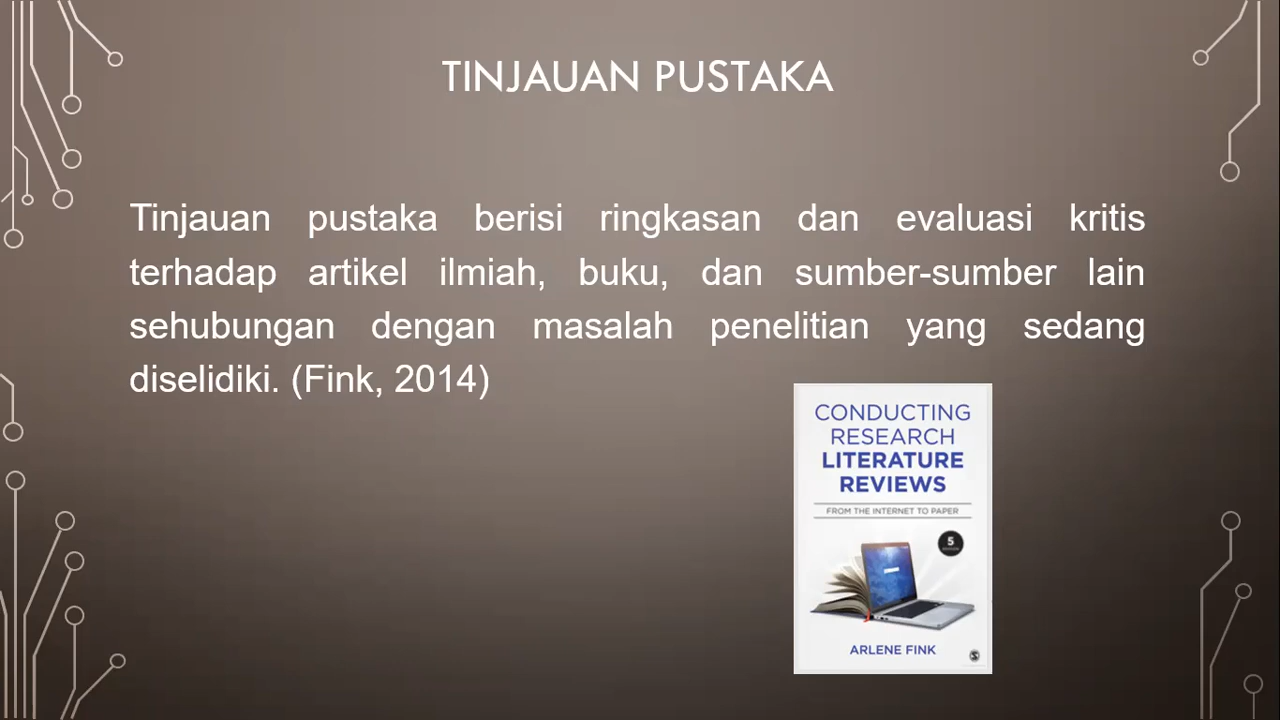 TINJAUAN PUSTAKA
Tinjauan pustaka berisi ringkasan dan evaluasi kritis
terhadap artikel ilmiah, buku, dan sumber-sumber lain
sehubungan dengan masalah penelitian yang sedang
diselidiki. (Fink, 2014)
CONDUCTING
RESEARCH
LITERATURE
REVIEWS
FROM THE INTERNET TO PAPER
5
ARLENE FINK